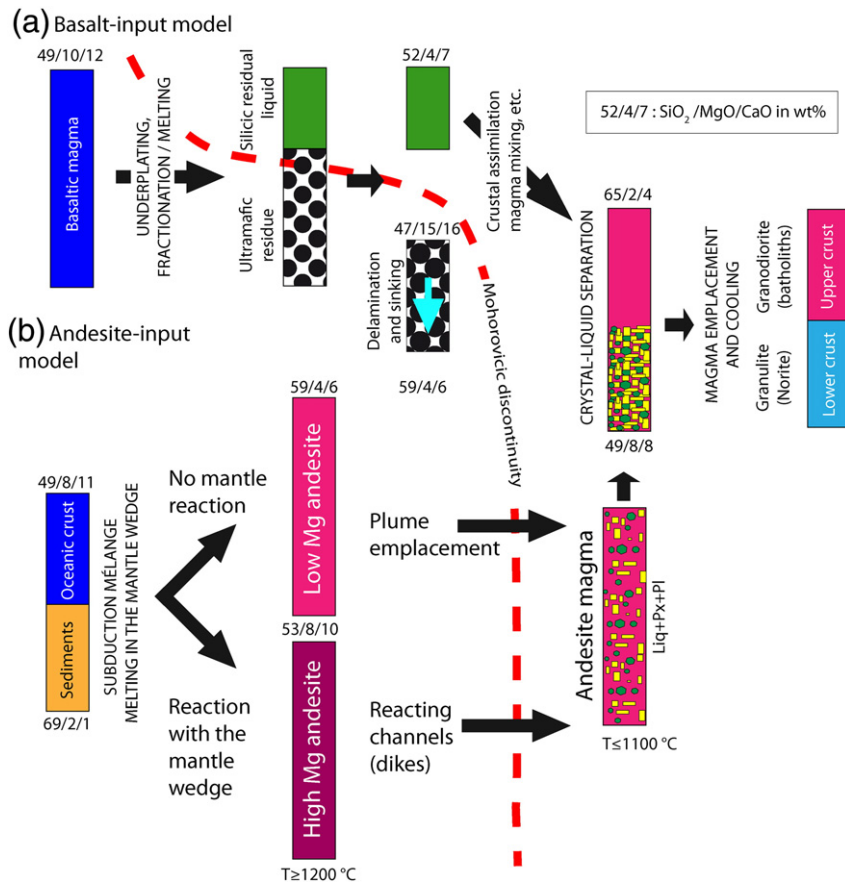 (a) Basalt-input model
49/10/12
Basaltic magma
UNDERPLATING,
FRACTIONATION / MELTING
Silicic residual
liquid
Ultramafic
residue
52/4/7
47/15/16
Delamination
and sinking
Crustal assimilation
magma mixing, etc.
Mohorovicic discontinuity
52/4/7 : SiO₂ /MgO/CaO in wt%
65/2/4
CRYSTAL-LIQUID SEPARATION
49/8/8
MAGMA EMPLACEMENT
AND COOLING
Granodiorite
(batholiths)
Granulite
(Norite)
Upper crust
Lower crust
(b) Andesite-input
model
59/4/6
59/4/6
49/8/11
Oceanic crust
Sediments
69/2/1
SUBDUCTION MÉLANGE
MELTING IN THE MANTLE WEDGE
No mantle
reaction
Low Mg andesite
Plume
emplacement
53/8/10
Reaction
with the
mantle
wedge
High Mg andesite
T≥1200 °C
Reacting
channels
(dikes)
Andesite magma
Liq+Px+Pl
T≤1100 °C